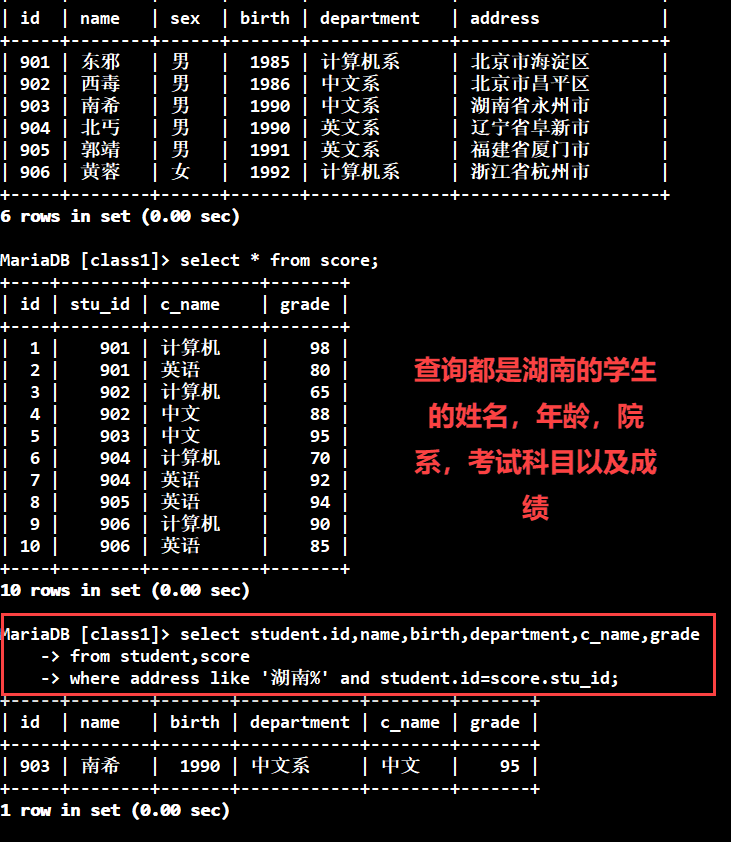 | id  | name   | sex  | birth | department   | address            |
+-----+--------+------+-------+--------------+--------------------+
| 901 | 东邪   | 男   |  1985 | 计算机系     | 北京市海淀区       |
| 902 | 西毒   | 男   |  1986 | 中文系       | 北京市昌平区       |
| 903 | 南希   | 男   |  1990 | 中文系       | 湖南省永州市       |
| 904 | 北丐   | 男   |  1990 | 英文系       | 辽宁省阜新市       |
| 905 | 郭靖   | 男   |  1991 | 英文系       | 福建省厦门市       |
| 906 | 黄蓉   | 女   |  1992 | 计算机系     | 浙江省杭州市       |
+-----+--------+------+-------+--------------+--------------------+
6 rows in set (0.00 sec)
MariaDB [class1]> select * from score;
+----+--------+-----------+-------+
| id | stu_id | c_name    | grade |
+----+--------+-----------+-------+
|  1 |    901 | 计算机    |    98 |
|  2 |    901 | 英语      |    80 |
|  3 |    902 | 计算机    |    65 |
|  4 |    902 | 中文      |    88 |
|  5 |    903 | 中文      |    95 |
|  6 |    904 | 计算机    |    70 |
|  7 |    904 | 英语      |    92 |
|  8 |    905 | 英语      |    94 |
|  9 |    906 | 计算机    |    90 |
| 10 |    906 | 英语      |    85 |
+----+--------+-----------+-------+
10 rows in set (0.00 sec)
查询都是湖南的学生
的姓名，年龄，院
系，考试科目以及成
绩
MariaDB [class1]> select student.id,name,birth,department,c_name,grade
    -> from student,score
    -> where address like '湖南%' and student.id=score.stu_id;
+-----+--------+-------+------------+--------+-------+
| id  | name   | birth | department | c_name | grade |
+-----+--------+-------+------------+--------+-------+
| 903 | 南希   |  1990 | 中文系     | 中文   |    95 |
+-----+--------+-------+------------+--------+-------+
1 row in set (0.00 sec)